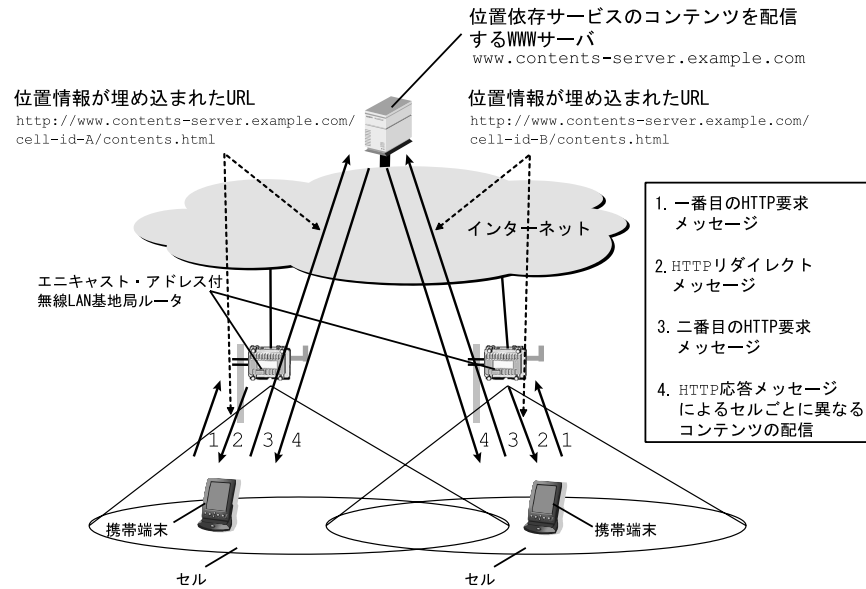 位置依存サービスのコンテンツを配信
するWWWサーバ
www.contents-server.example.com
位置情報が埋め込まれたURL
http://www.contents-server.example.com/
cell-id-A/contents.html
位置情報が埋め込まれたURL
http://www.contents-server.example.com/
cell-id-B/contents.html
インターネット
エニキャスト・アドレス付
無線LAN基地局ルータ
1. 一番目のHTTP要求
メッセージ
2. HTTPリダイレクト
メッセージ
3. 二番目のHTTP要求
メッセージ
4. HTTP応答メッセージ
によるセルごとに異なる
コンテンツの配信
1 2 3 4
4 3 2 1
携帯端末
携帯端末
セル
セル